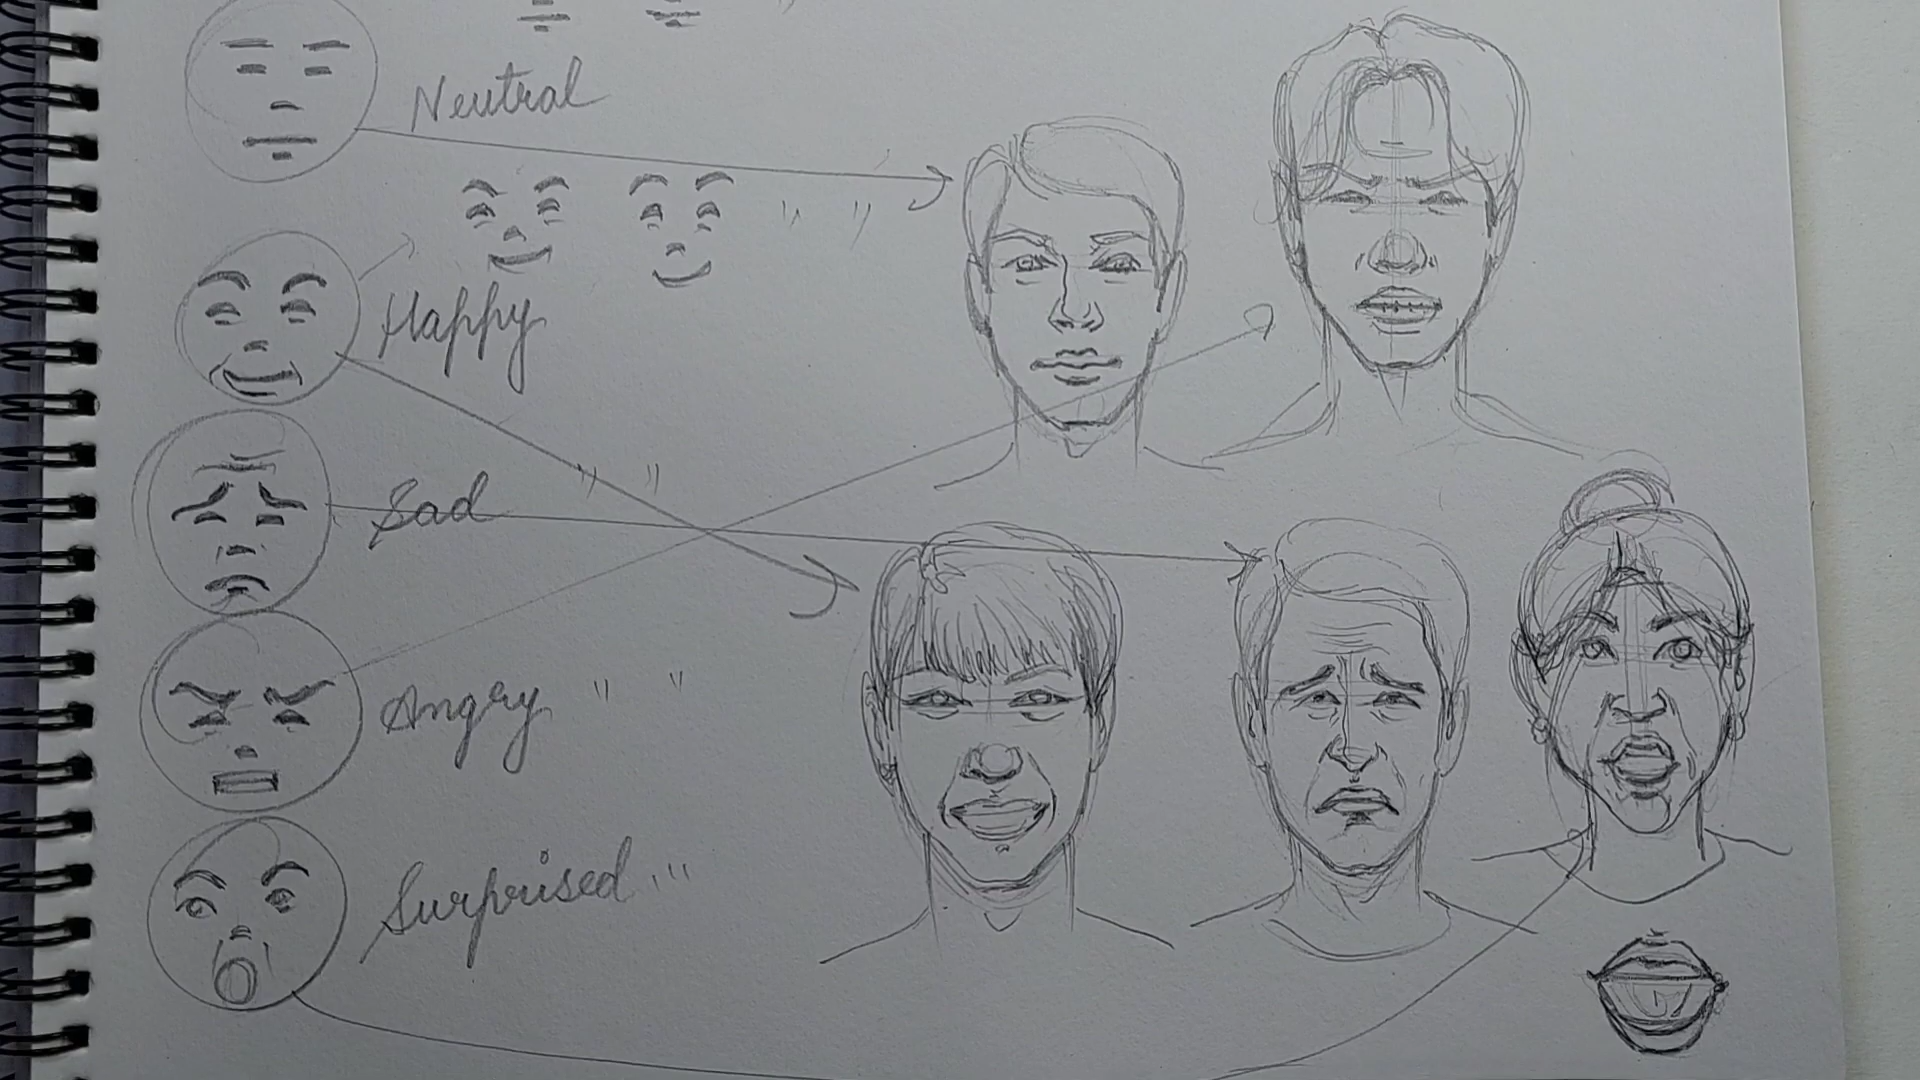 Neutral
Happy " "
Sad " "
Angry " "
Surprised " "